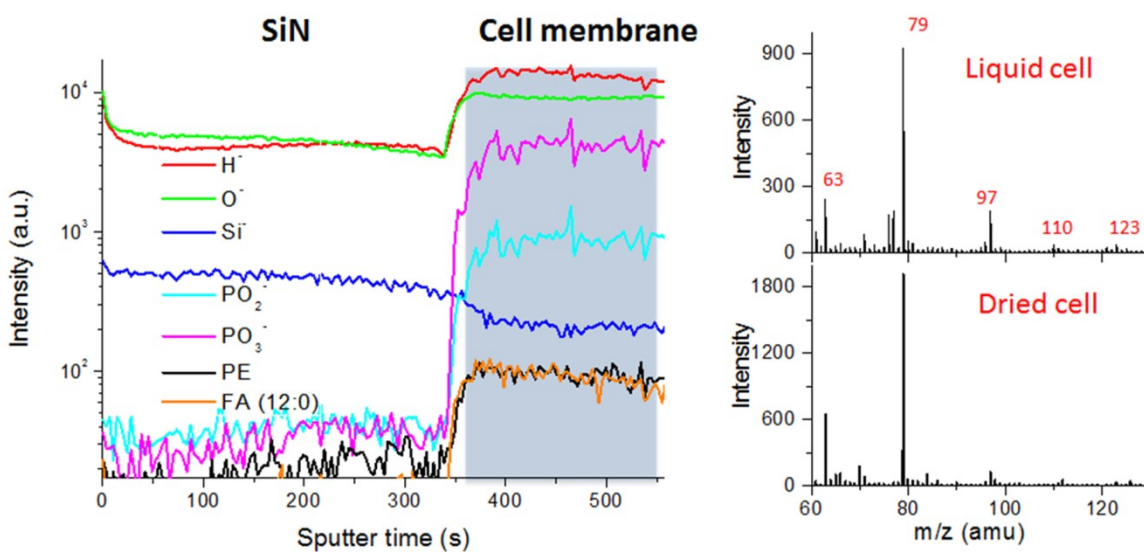 SiN
Cell membrane
10⁴
10³
10²
Intensity (a.u.)
H⁻
O⁻
Si⁻
PO₂⁻
PO₃⁻
PE
FA (12:0)
0
100
200
300
400
500
Sputter time (s)
79
Liquid cell
63
97
110
123
900
600
300
0
Intensity
Dried cell
1800
1200
600
0
Intensity
60
80
100
120
m/z (amu)